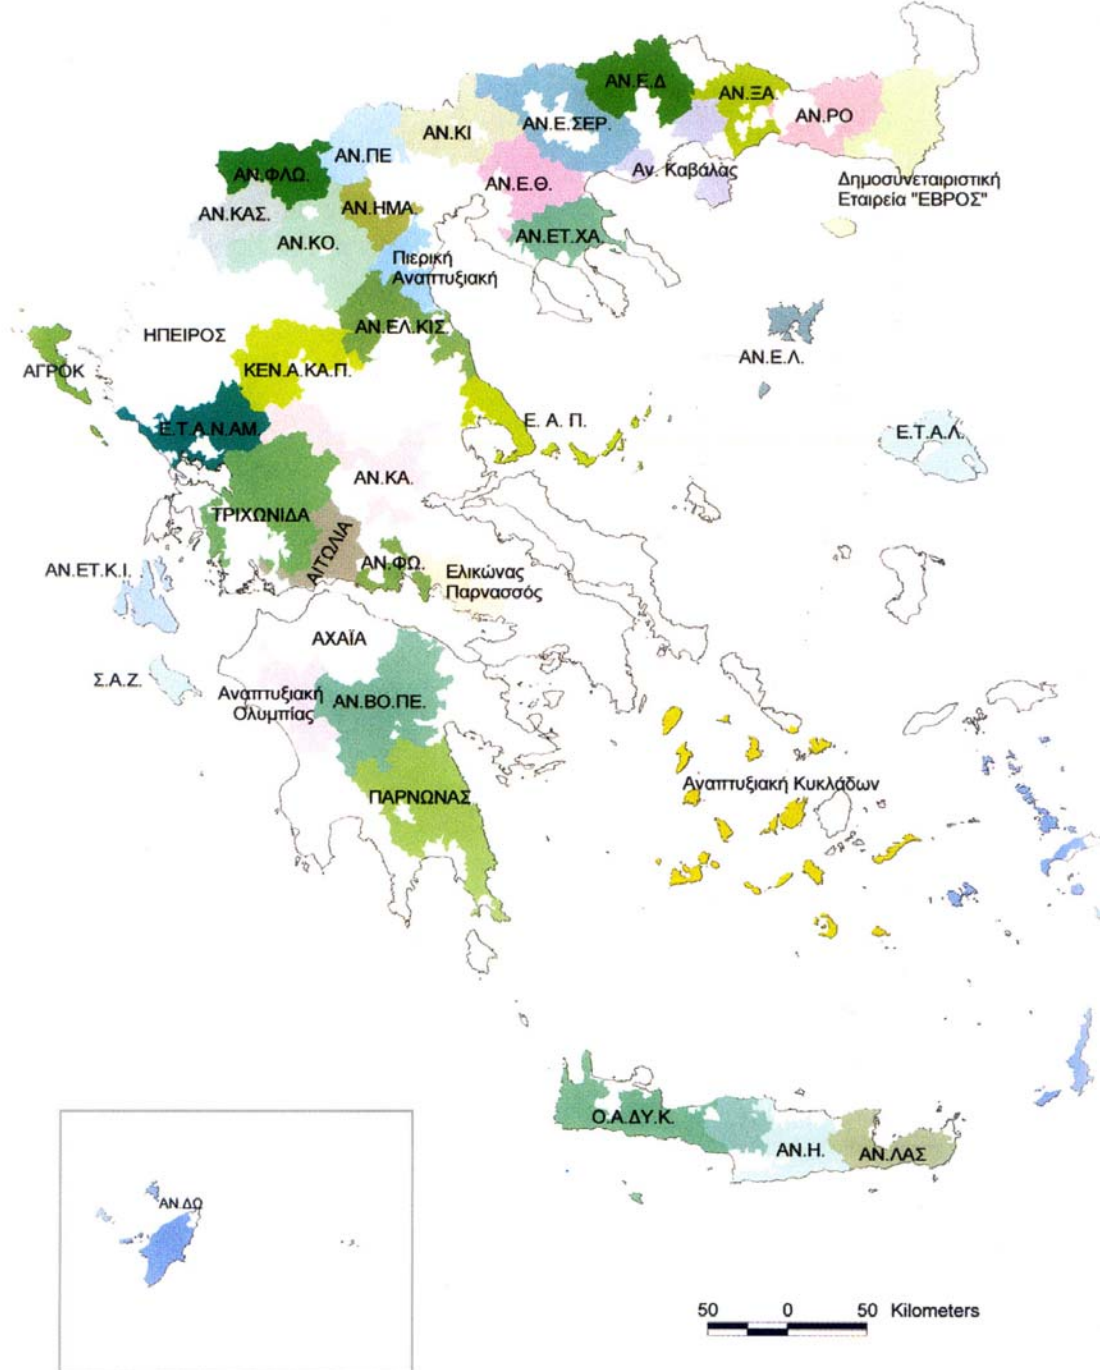 ΑΝ.Ε.Δ
ΑΝ.ΞΑ.
ΑΝ.ΡΟ
ΑΝ.ΚΙ
ΑΝ.Ε.ΣΕΡ.
ΑΝ.ΠΕ
ΑΝ.ΦΛΩ.
ΑΝ.Ε.Θ.
Αν. Καβάλας
Δημοσυνεταιριστική
Εταιρεία "ΕΒΡΟΣ"
ΑΝ.ΚΑΣ.
ΑΝ.ΗΜΑ.
ΑΝ.ΚΟ.
ΑΝ.ΕΤ.ΧΑ.
Πιερική
Αναπτυξιακή
ΗΠΕΙΡΟΣ
ΑΝ.ΕΛ.ΚΙΣ.
ΑΝ.Ε.Λ.
ΑΓΡΟΚ
ΚΕΝ.Α.ΚΑ.Π.
Ε. Α. Π.
Ε.Τ.Α.Ν.ΑΜ.
Ε.Τ.Α.Λ.
ΑΝ.ΚΑ.
ΤΡΙΧΩΝΙΔΑ
ΑΙΤΩΛΙΑ
ΑΝ.ΦΩ.
ΑΝ.ΕΤ.Κ.Ι.
Ελικώνας
Παρνασσός
ΑΧΑΪΑ
Σ.Α.Ζ.
Αναπτυξιακή
Ολυμπίας
ΑΝ.ΒΟ.ΠΕ.
Αναπτυξιακή Κυκλάδων
ΠΑΡΝΩΝΑΣ
Ο.Α.ΔΥ.Κ.
ΑΝ.Η.
ΑΝ.ΛΑΣ
ΑΝ.ΔΩ
50 0 50 Kilometers